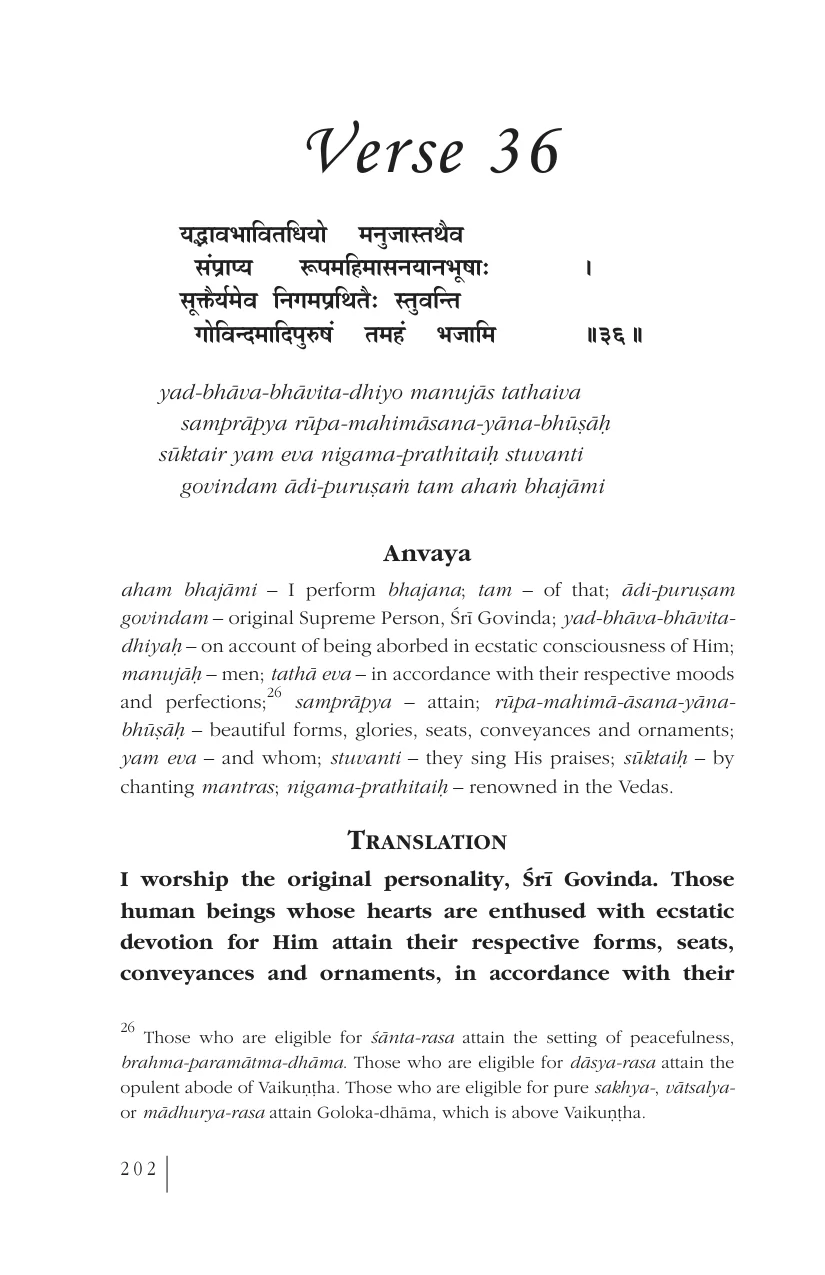 Verse 36
यद्भावभावितधियो मनुजास्तथैव
संप्राप्य रूपमहिमासनयानभूषाः ।
सूक्तैर्यमेव निगमप्रथितैः स्तुवन्ति
गोविन्दमादिपुरुषं तमहं भजामि ॥३६॥
yad-bhāva-bhāvita-dhiyo manujās tathaiva
samprāpya rūpa-mahimāsana-yāna-bhūṣāḥ
sūktair yam eva nigama-prathitaiḥ stuvanti
govindam ādi-puruṣaṁ tam ahaṁ bhajāmi
Anvaya
aham bhajāmi – I perform bhajana; tam – of that; ādi-puruṣam
govindam – original Supreme Person, Śrī Govinda; yad-bhāva-bhāvita-
dhiyaḥ – on account of being aborbed in ecstatic consciousness of Him;
manujāḥ – men; tathā eva – in accordance with their respective moods
and perfections;26 samprāpya – attain; rūpa-mahimā-āsana-yāna-
bhūṣāḥ – beautiful forms, glories, seats, conveyances and ornaments;
yam eva – and whom; stuvanti – they sing His praises; sūktaiḥ – by
chanting mantras; nigama-prathitaiḥ – renowned in the Vedas.
TRANSLATION
I worship the original personality, Śrī Govinda. Those
human beings whose hearts are enthused with ecstatic
devotion for Him attain their respective forms, seats,
conveyances and ornaments, in accordance with their
26 Those who are eligible for śānta-rasa attain the setting of peacefulness,
brahma-paramātma-dhāma. Those who are eligible for dāsya-rasa attain the
opulent abode of Vaikuṇṭha. Those who are eligible for pure sakhya-, vātsalya-
or mādhurya-rasa attain Goloka-dhāma, which is above Vaikuṇṭha.
202